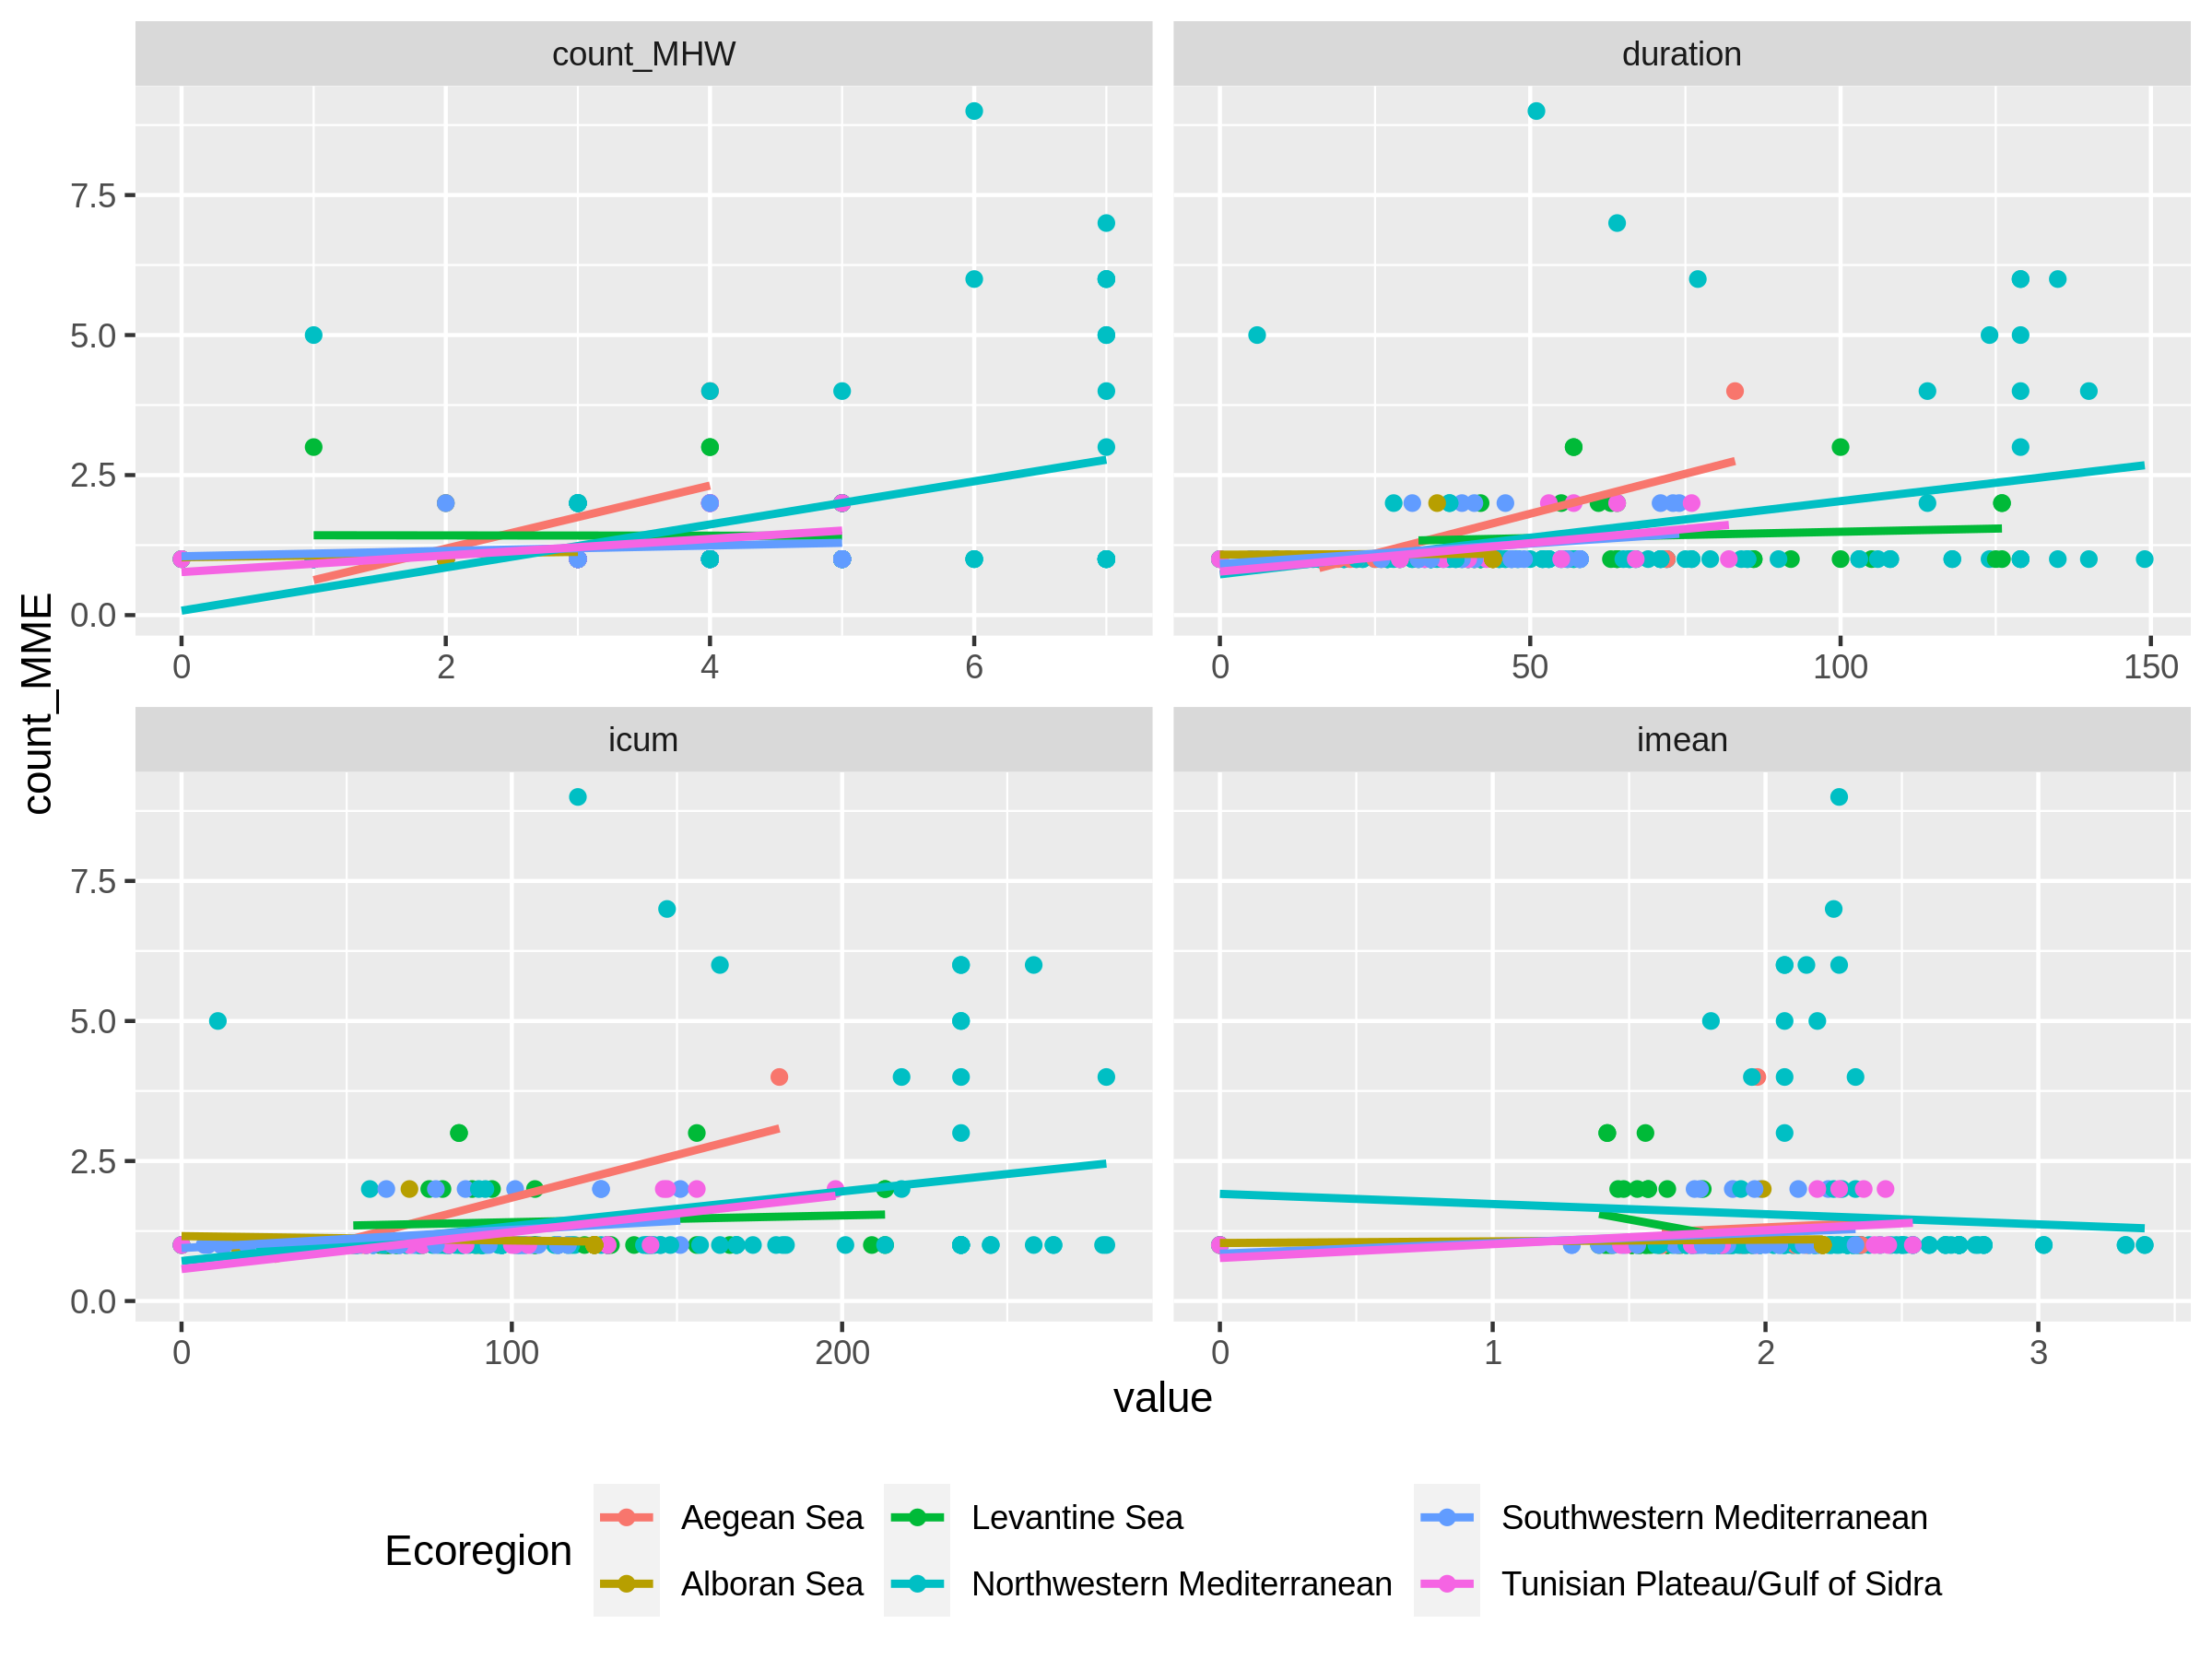 count_MHW
duration
7.5
5.0
2.5
0.0
0 2 4 6
0 50 100 150
count_MME
icum
imean
7.5
5.0
2.5
0.0
0 100 200
0 1 2 3
value
Ecoregion
Aegean Sea
Levantine Sea
Southwestern Mediterranean
Alboran Sea
Northwestern Mediterranean
Tunisian Plateau/Gulf of Sidra